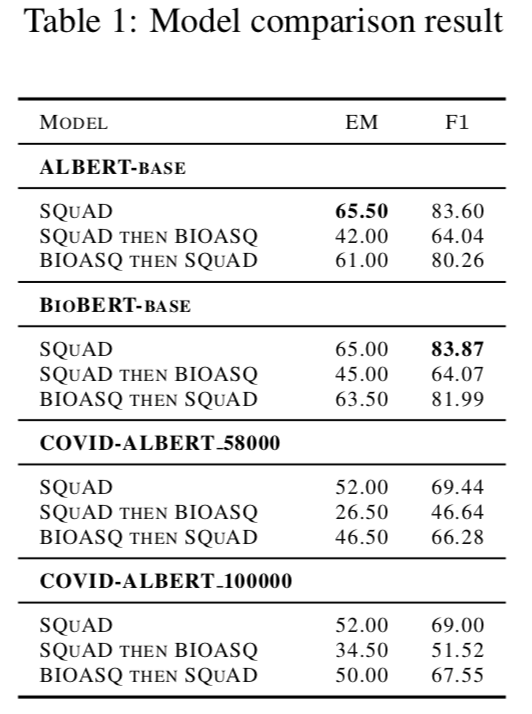 Table 1: Model comparison result
MODEL EM F1
ALBERT-BASE
SQUAD 65.50 83.60
SQUAD THEN BIOASQ 42.00 64.04
BIOASQ THEN SQUAD 61.00 80.26
BIOBERT-BASE
SQUAD 65.00 83.87
SQUAD THEN BIOASQ 45.00 64.07
BIOASQ THEN SQUAD 63.50 81.99
COVID-ALBERT_58000
SQUAD 52.00 69.44
SQUAD THEN BIOASQ 26.50 46.64
BIOASQ THEN SQUAD 46.50 66.28
COVID-ALBERT_100000
SQUAD 52.00 69.00
SQUAD THEN BIOASQ 34.50 51.52
BIOASQ THEN SQUAD 50.00 67.55